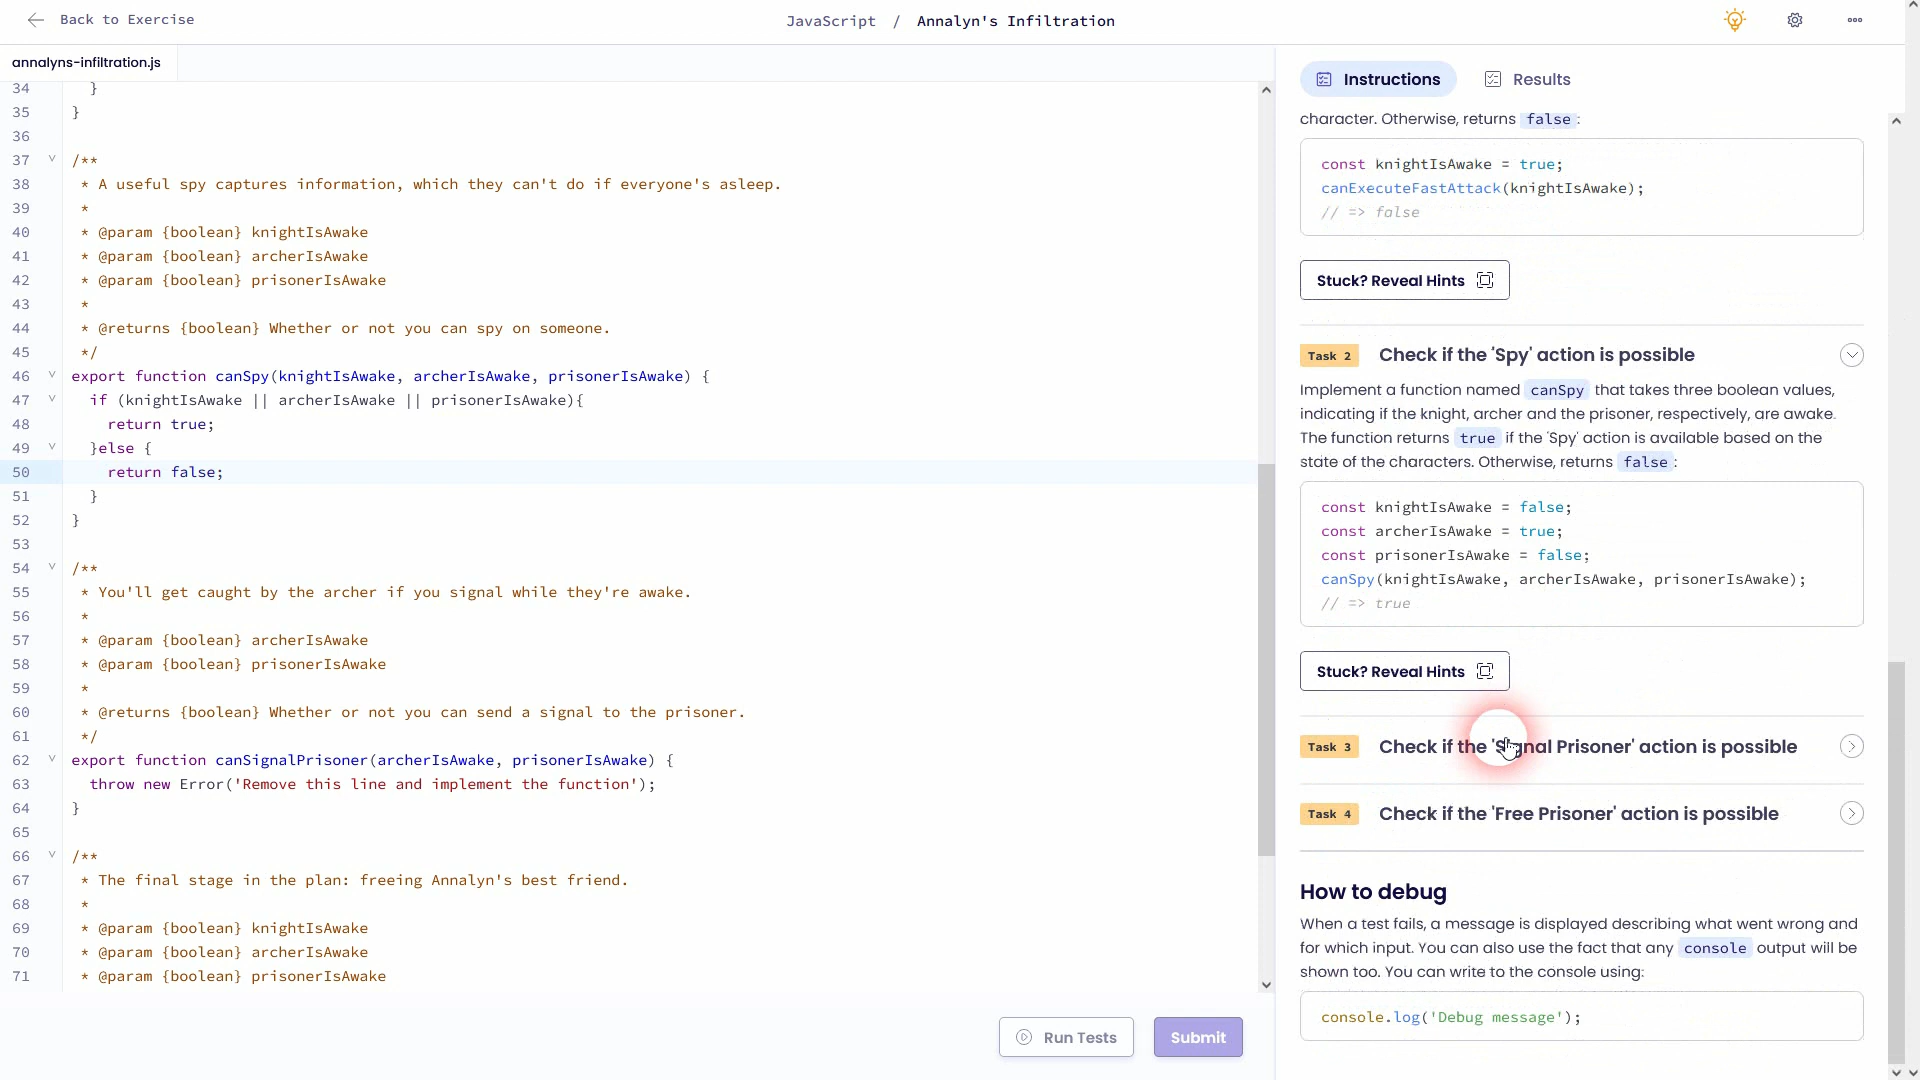 Back to Exercise
JavaScript / Annalyn's Infiltration
annalyns-infiltration.js
34 }
35 }
36
37 /**
38 * A useful spy captures information, which they can't do if everyone's asleep.
39 *
40 * @param {boolean} knightIsAwake
41 * @param {boolean} archerIsAwake
42 * @param {boolean} prisonerIsAwake
43 *
44 * @returns {boolean} Whether or not you can spy on someone.
45 */
46 export function canSpy(knightIsAwake, archerIsAwake, prisonerIsAwake) {
47 if (knightIsAwake || archerIsAwake || prisonerIsAwake){
48 return true;
49 }else {
50 return false;
51 }
52 }
53
54 /**
55 * You'll get caught by the archer if you signal while they're awake.
56 *
57 * @param {boolean} archerIsAwake
58 * @param {boolean} prisonerIsAwake
59 *
60 * @returns {boolean} Whether or not you can send a signal to the prisoner.
61 */
62 export function canSignalPrisoner(archerIsAwake, prisonerIsAwake) {
63 throw new Error('Remove this line and implement the function');
64 }
65
66 /**
67 * The final stage in the plan: freeing Annalyn's best friend.
68 *
69 * @param {boolean} knightIsAwake
70 * @param {boolean} archerIsAwake
71 * @param {boolean} prisonerIsAwake
Run Tests
Submit
Instructions
Results
character. Otherwise, returns false:
const knightIsAwake = true;
canExecuteFastAttack(knightIsAwake);
// => false
Stuck? Reveal Hints
Task 2 Check if the 'Spy' action is possible
Implement a function named canSpy that takes three boolean values,
indicating if the knight, archer and the prisoner, respectively, are awake.
The function returns true if the 'Spy' action is available based on the
state of the characters. Otherwise, returns false:
const knightIsAwake = false;
const archerIsAwake = true;
const prisonerIsAwake = false;
canSpy(knightIsAwake, archerIsAwake, prisonerIsAwake);
// => true
Stuck? Reveal Hints
Task 3 Check if the 'Signal Prisoner' action is possible
Task 4 Check if the 'Free Prisoner' action is possible
How to debug
When a test fails, a message is displayed describing what went wrong and
for which input. You can also use the fact that any console output will be
shown too. You can write to the console using:
console.log('Debug message');